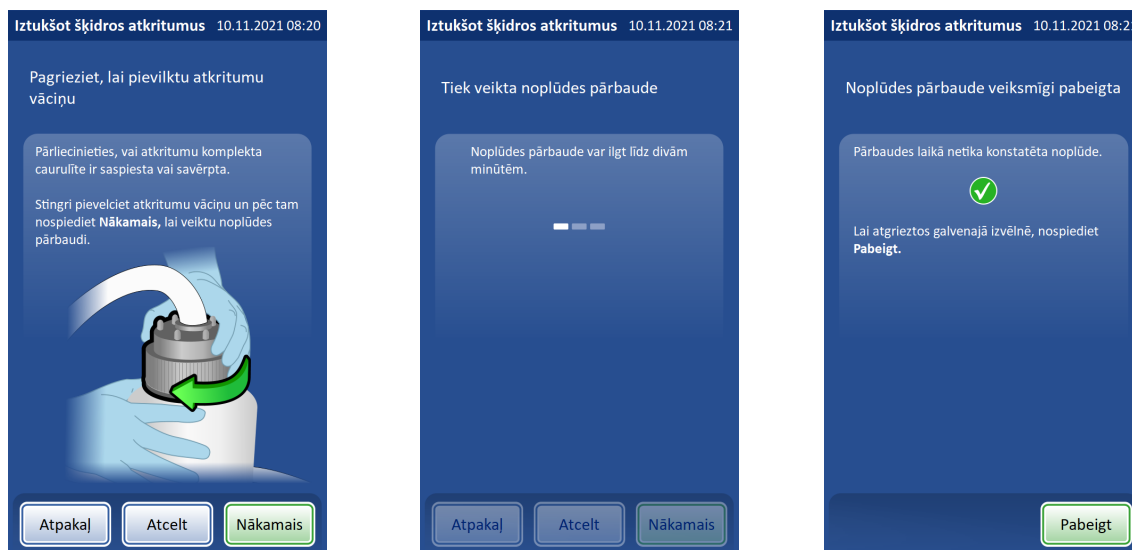 Iztukšot šķidros atkritumus 10.11.2021 08:20
Pagrieziet, lai pievilktu atkritumu
vāciņu
Pārliecinieties, vai atkritumu komplekta
caurulīte ir saspiesta vai savērpta.
Stingri pievelciet atkritumu vāciņu un pēc tam
nospiediet Nākamais, lai veiktu noplūdes
pārbaudi.
Atpakaļ Atcelt Nākamais
Iztukšot šķidros atkritumus 10.11.2021 08:21
Tiek veikta noplūdes pārbaude
Noplūdes pārbaude var ilgt līdz divām
minūtēm.
Atpakaļ Atcelt Nākamais
Iztukšot šķidros atkritumus 10.11.2021
Noplūdes pārbaude veiksmīgi pabeigta
Pārbaudes laikā netika konstatēta noplūde.
Lai atgrieztos galvenajā izvēlnē, nospiediet
Pabeigt.
Pabeigt